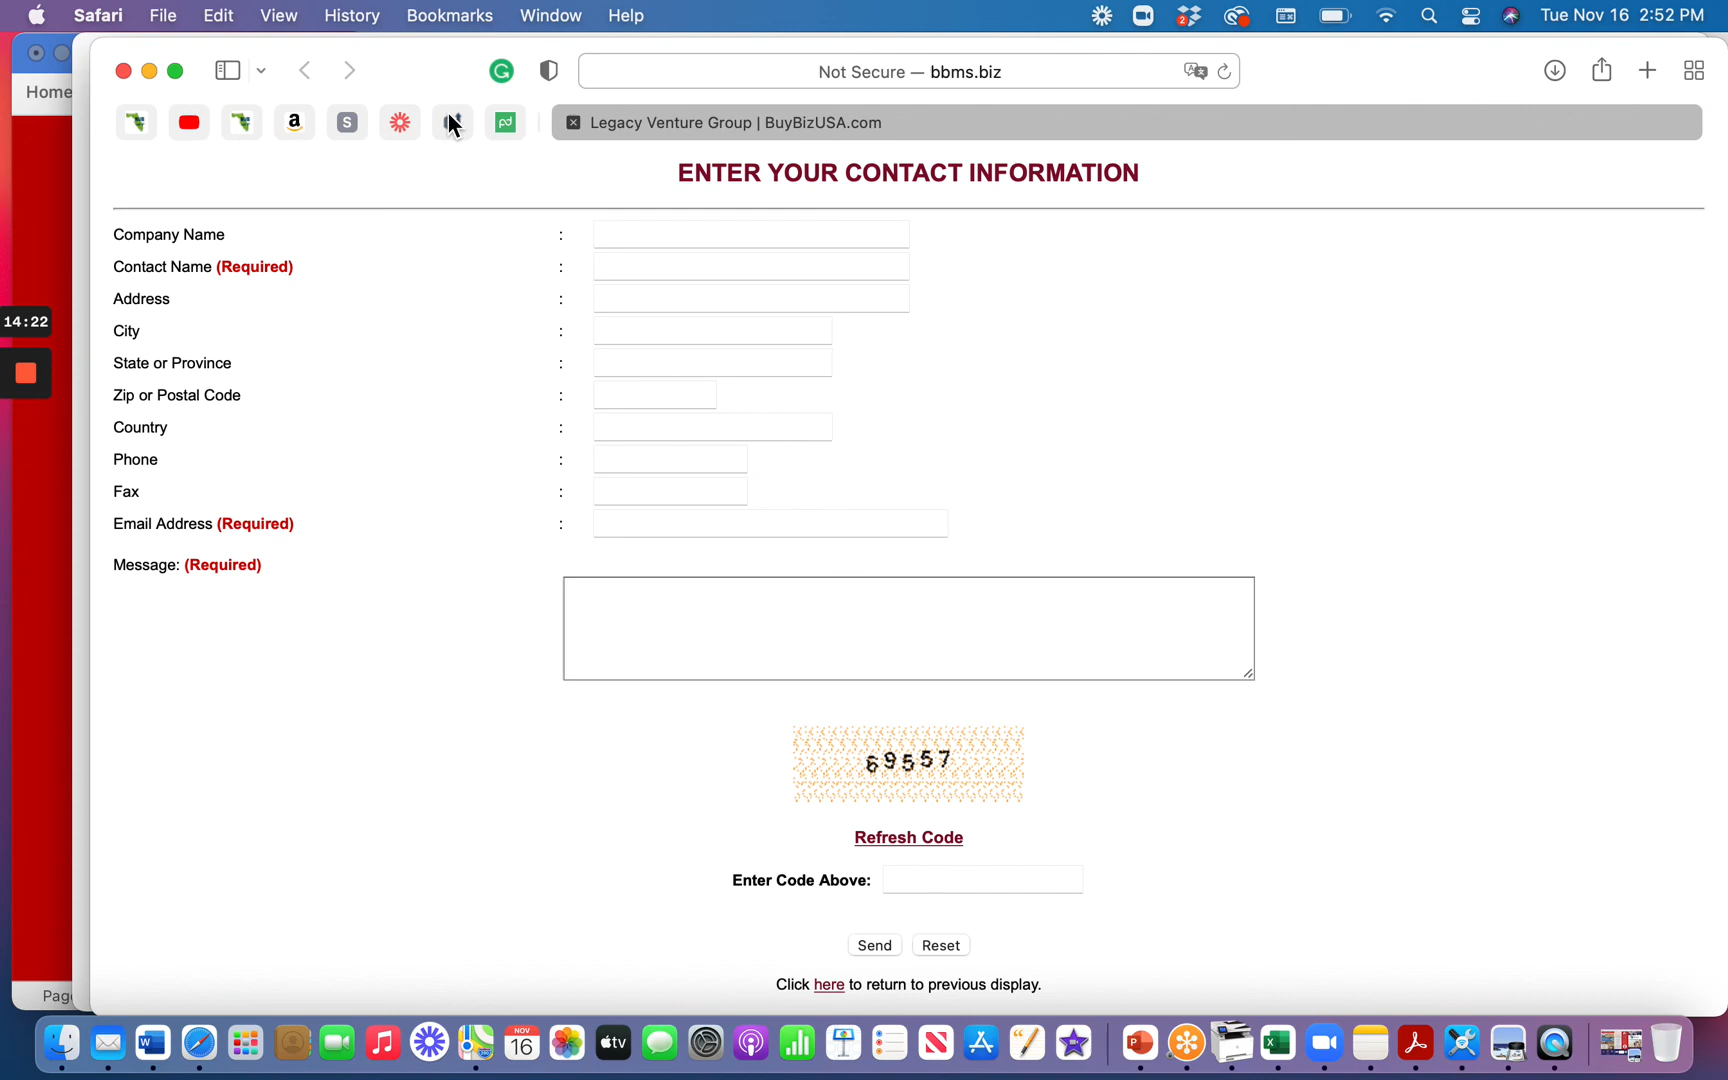 Safari File Edit View History Bookmarks Window Help
2
Tue Nov 16 2:52 PM
Not Secure — bbms.biz
Home
a
S
pd
Legacy Venture Group | BuyBizUSA.com
ENTER YOUR CONTACT INFORMATION
Company Name :
Contact Name (Required) :
Address :
14:22
City :
State or Province :
Zip or Postal Code :
Country :
Phone :
Fax :
Email Address (Required) :
Message: (Required)
69557
Refresh Code
Enter Code Above:
Send Reset
Click here to return to previous display.
Pag
W
NOV
16
tv
P
X